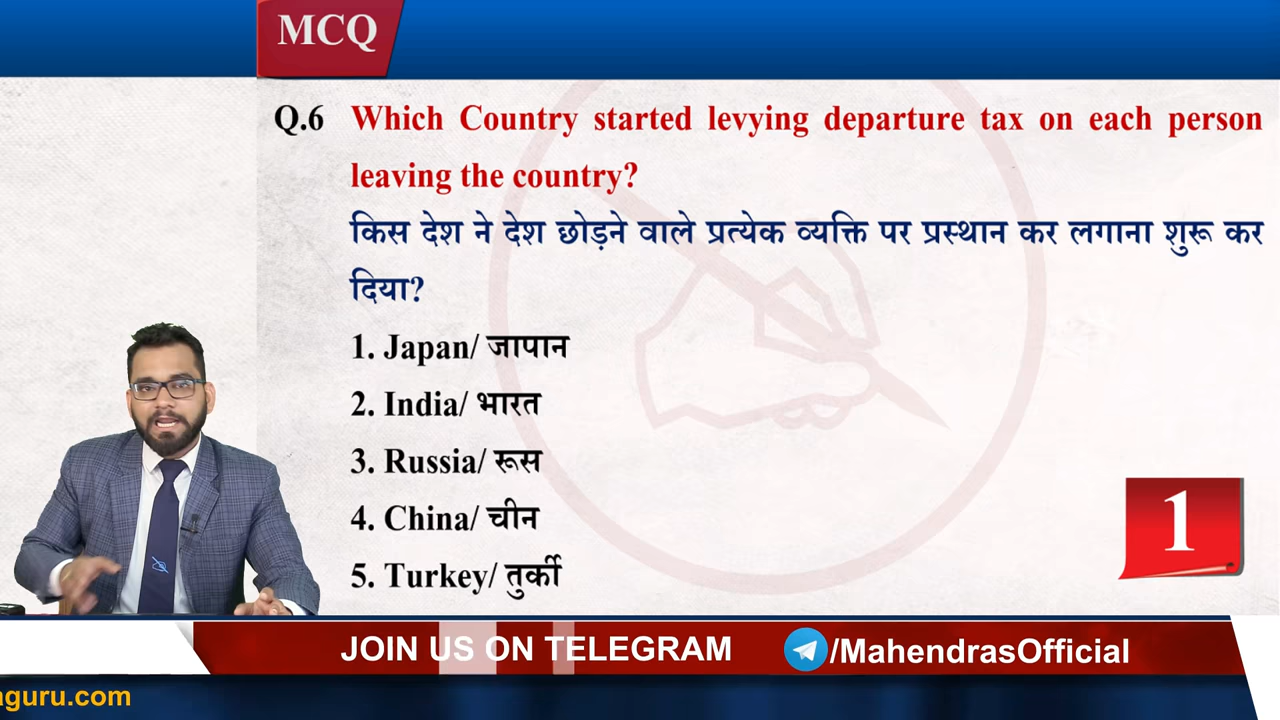 MCQ
Q.6 Which Country started levying departure tax on each person
leaving the country?
किस देश ने देश छोड़ने वाले प्रत्येक व्यक्ति पर प्रस्थान कर लगाना शुरू कर
दिया?
1. Japan/ जापान
2. India/ भारत
3. Russia/ रूस
4. China/ चीन
5. Turkey/ तुर्की
1
JOIN US ON TELEGRAM /MahendrasOfficial
guru.com